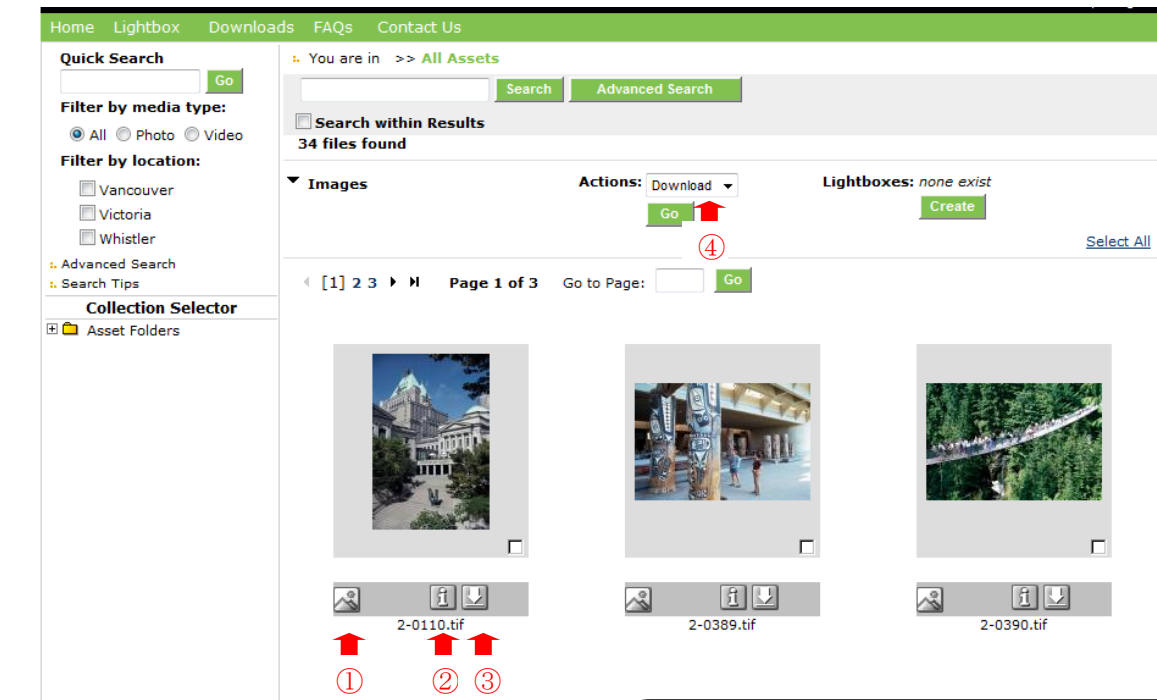 Home Lightbox Downloads FAQs Contact Us
Quick Search
Go
Filter by media type:
All Photo Video
Filter by location:
Vancouver
Victoria
Whistler
:. Advanced Search
:. Search Tips
Collection Selector
Asset Folders
:. You are in >> All Assets
Search Advanced Search
Search within Results
34 files found
Images Actions: Download Lightboxes: none exist
Go Create
④
Select All
[1] 2 3 Page 1 of 3 Go to Page: Go
2-0110.tif 2-0389.tif 2-0390.tif
① ② ③